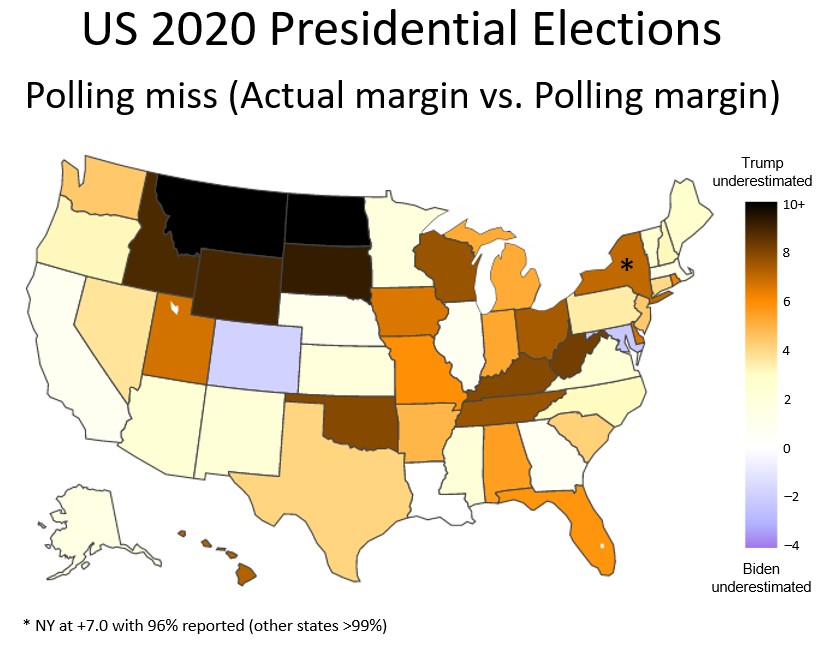 US 2020 Presidential Elections
Polling miss (Actual margin vs. Polling margin)
Trump
underestimated
10+
8
6
4
2
0
−2
−4
Biden
underestimated
*
* NY at +7.0 with 96% reported (other states >99%)